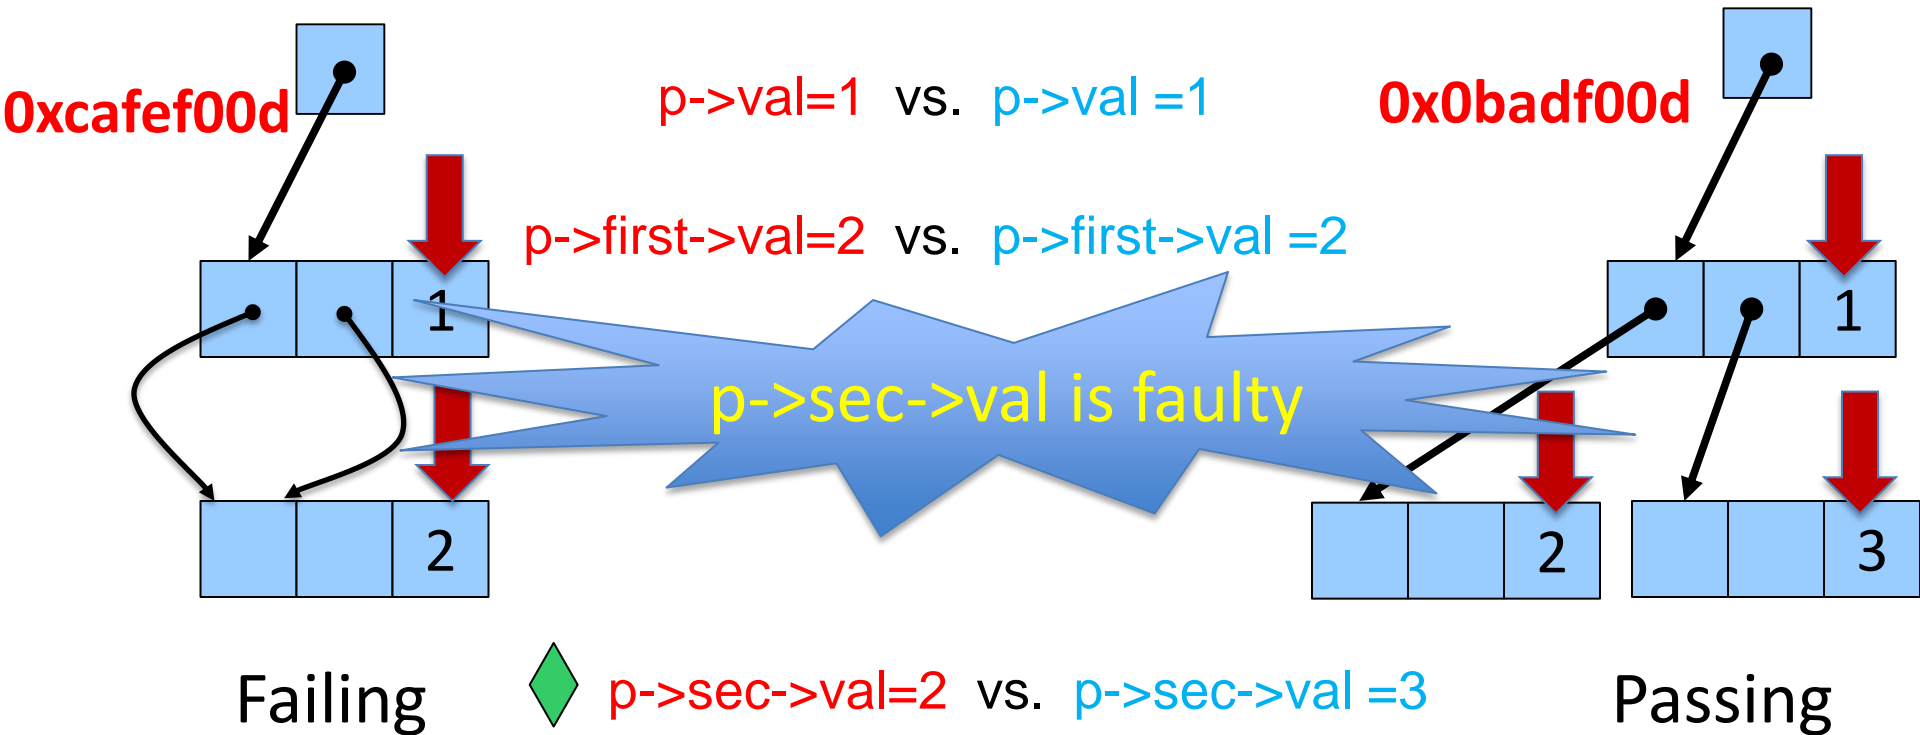 0xcafef00d
p->val=1 vs. p->val =1
0x0badf00d
p->first->val=2 vs. p->first->val =2
1
1
p->sec->val is faulty
2
2
3
Failing
p->sec->val=2 vs. p->sec->val =3
Passing